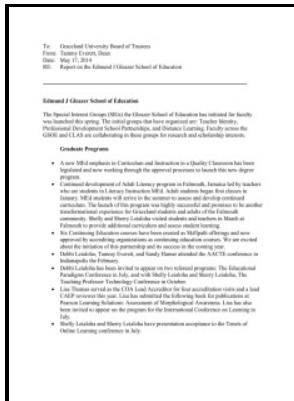 To: Graceland University Board of Trustees
From: Tammy Everett, Dean
Date: May 17, 2014
RE: Report on the Edmund J Gleazer School of Education
Edmund J Gleazer School of Education
The Special Interest Groups (SIGs) the Gleazer School of Education has initiated for faculty
was launched this spring. The initial groups that have organized are: Teacher Identity,
Professional Development School Partnerships, and Distance Learning. Faculty across the
GSOE and CLAS are collaborating in these groups for research and scholarship interests.
Graduate Programs
• A new MEd emphasis in Curriculum and Instruction in a Quality Classroom has been
legislated and now working through the approval processes to launch this new degree
program.
• Continued development of Adult Literacy program in Falmouth, Jamaica led by teachers
who are students in Literacy Instruction MEd. Adult students began first classes in
January. MEd students will arrive in the summer to assess and develop continued
curriculum. The launch of this program was highly successful and promises to be another
transformational experience for Graceland students and adults of the Falmouth
community. Shelly and Sherry Leialoha visited students and teachers in March at
Falmouth to provide additional curriculum and assess student learning.
• Six Continuing Education courses have been created as Skillpath offerings and now
approved by accrediting organizations as continuing education courses. We are excited
about the initiation of this partnership and its success in the coming year.
• Debbi Leialoha, Tammy Everett, and Sandy Hamar attended the AACTE conference in
Indianapolis the February.
• Debbi Leialoha has been invited to appear on two refereed programs: The Educational
Paradigms Conference in July, and with Shelly Leialoha and Sherry Leialoha, The
Teaching Professor Technology Conference in October.
• Lisa Thomas served as the COA Lead Accreditor for four accreditation visits and a lead
CAEP reviewer this year. Lisa has submitted the following book for publications at
Pearson Learning Solutions: Assessment of Morphological Awareness. Lisa has also
been invited to appear on the program for the International Conference on Learning in
July.
• Shelly Leialoha and Sherry Leialoha have presentation acceptance to the Trends of
Online Learning conference in July.